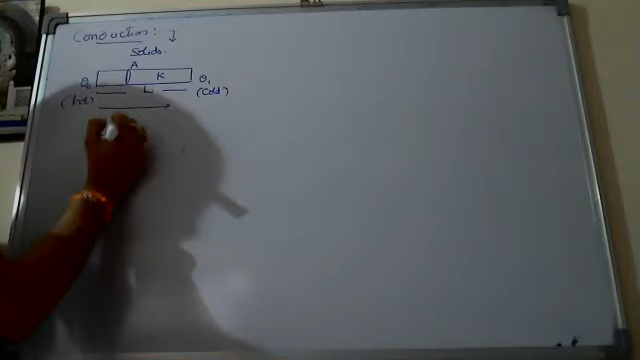 Conduction:
Solids.
A
K
θ₀ θ₁
L
(hot) (cold)